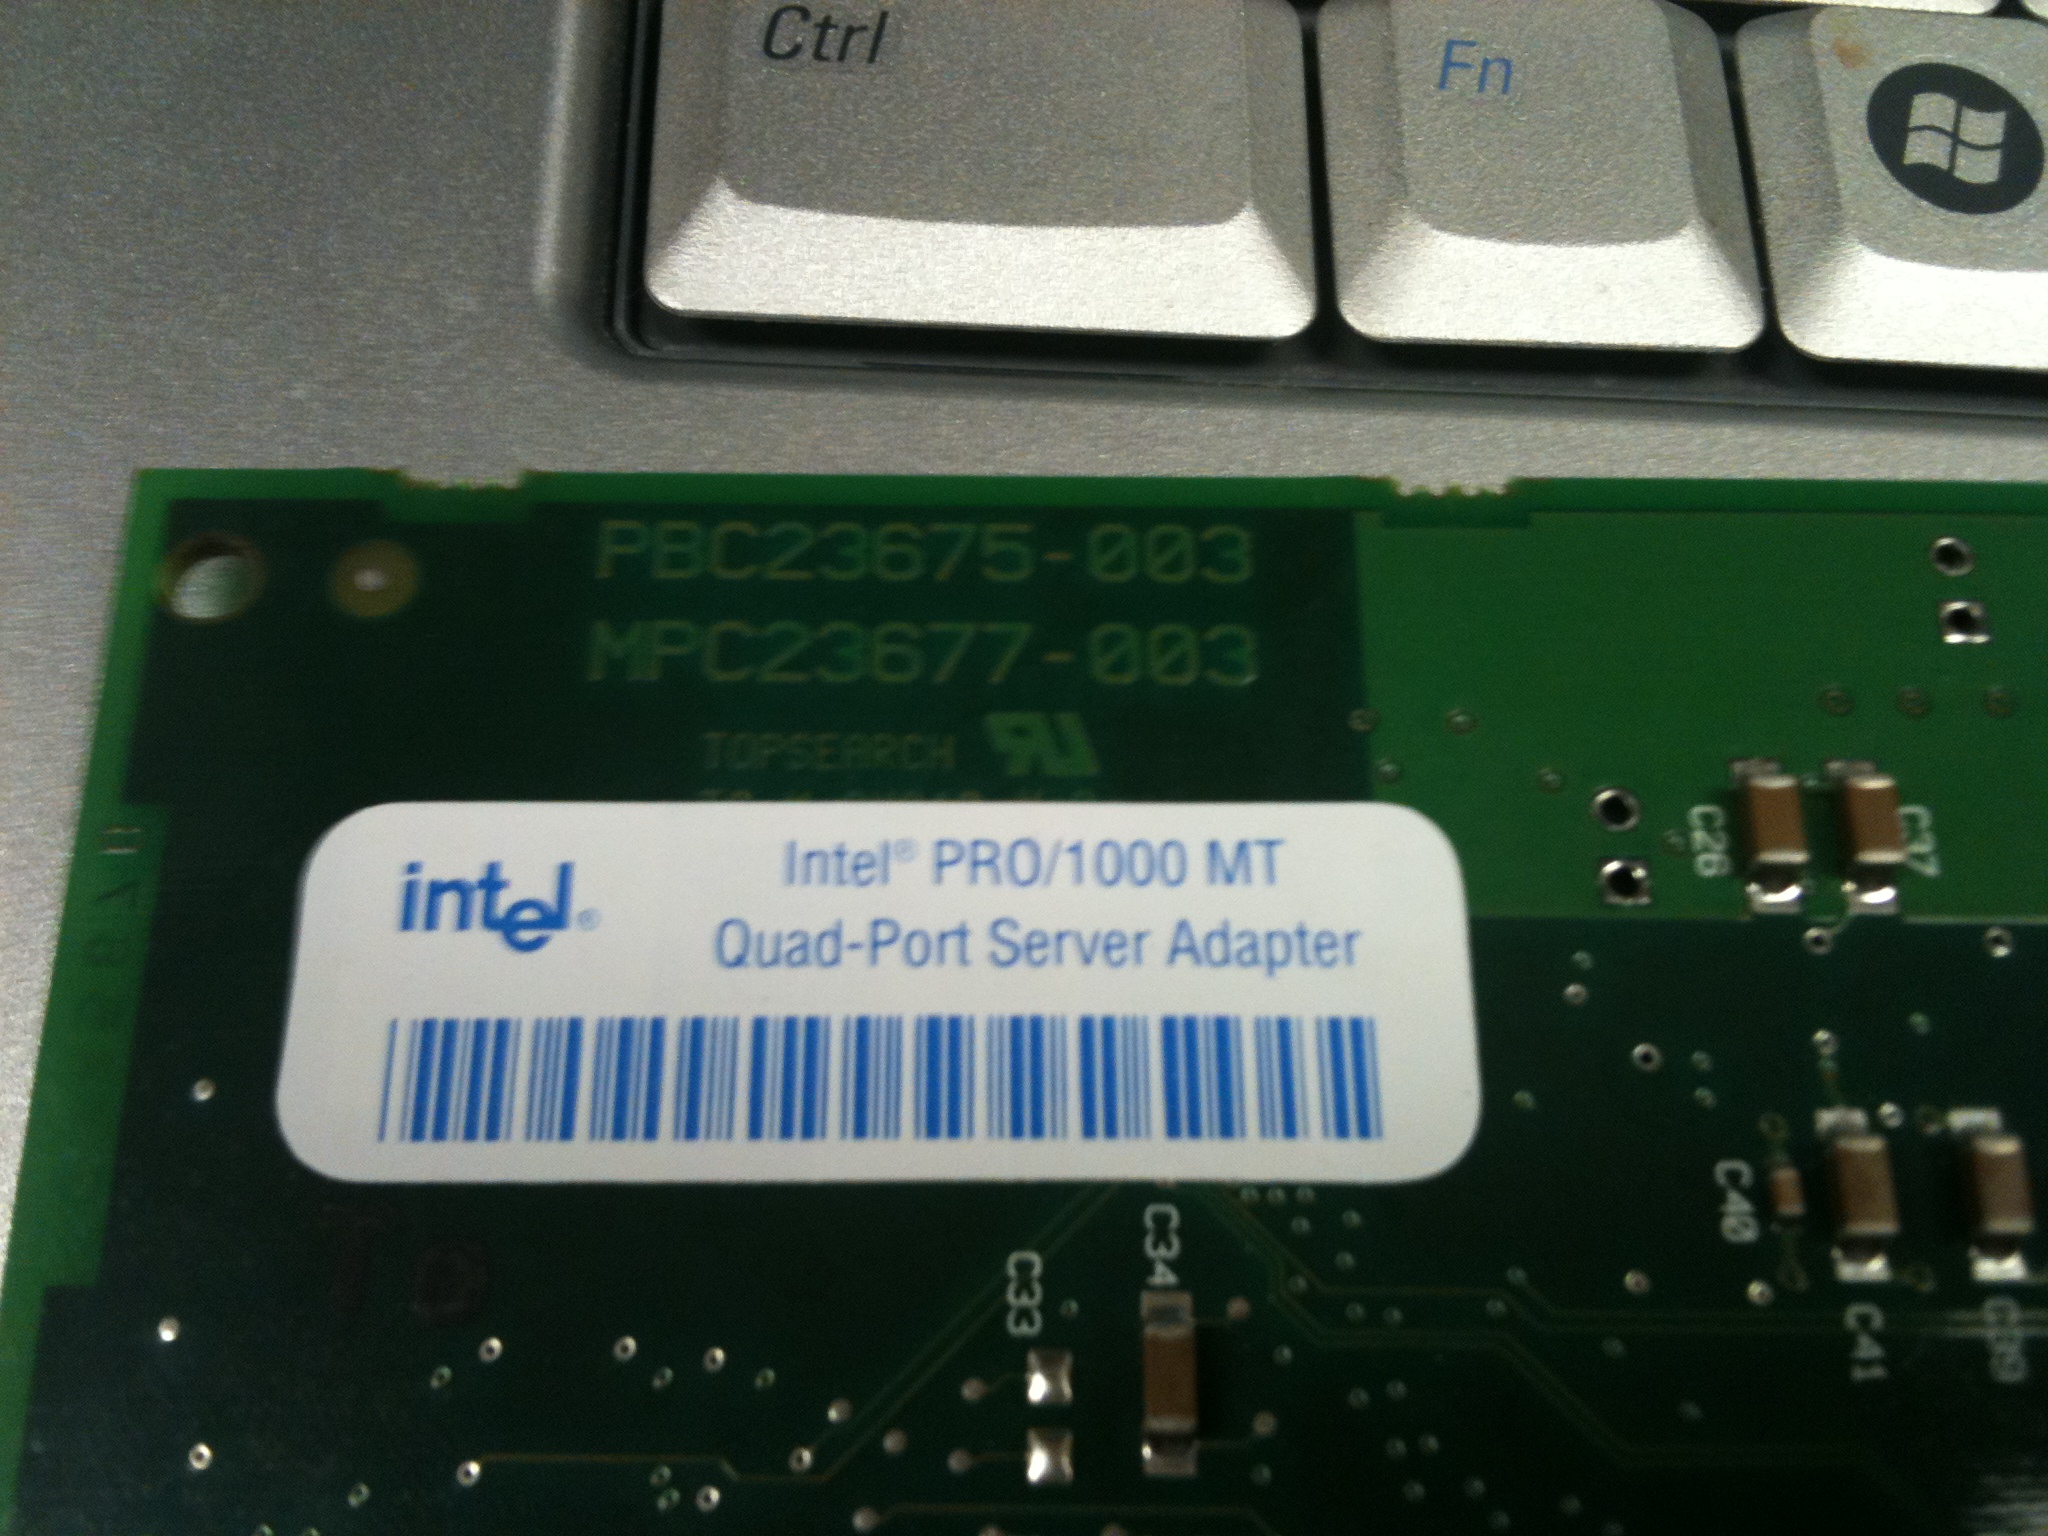 Ctrl
Fn
PBC23675-003
MPC23677-003
TOPSEARCH
intel®
Intel® PRO/1000 MT
Quad-Port Server Adapter
C26
C37
C40
C41
C34
C33